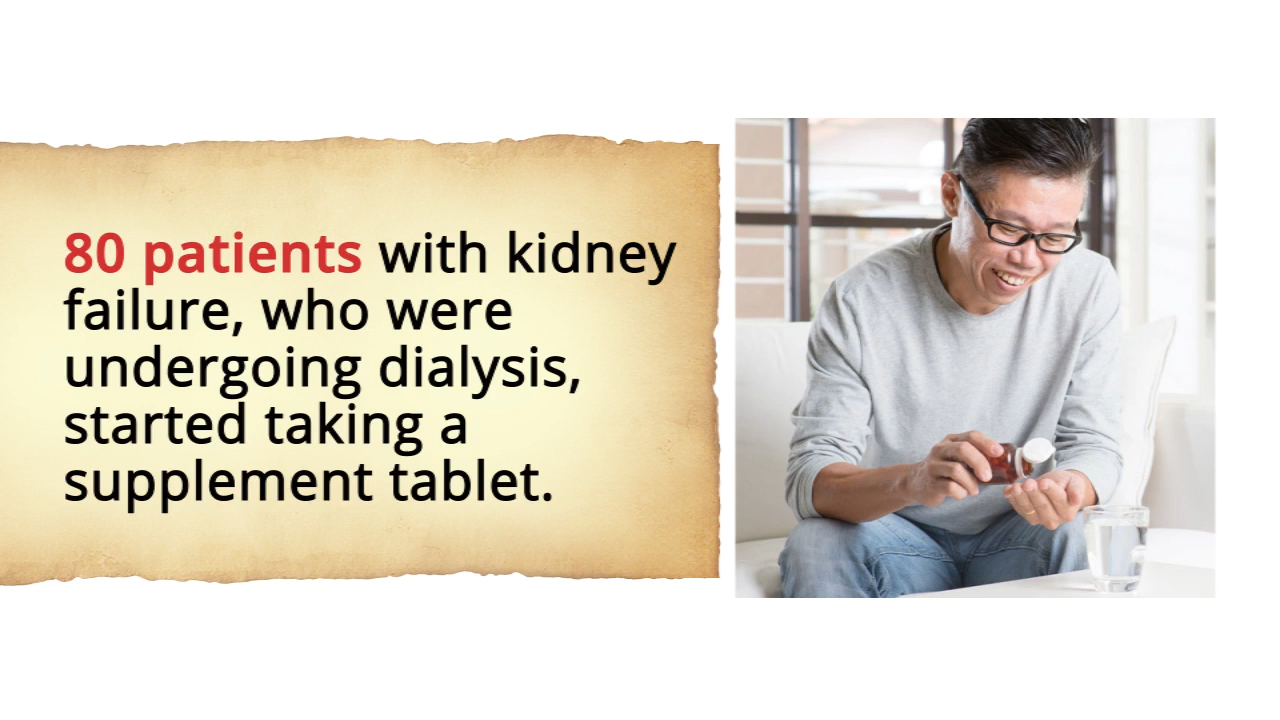 80 patients with kidney
failure, who were
undergoing dialysis,
started taking a
supplement tablet.